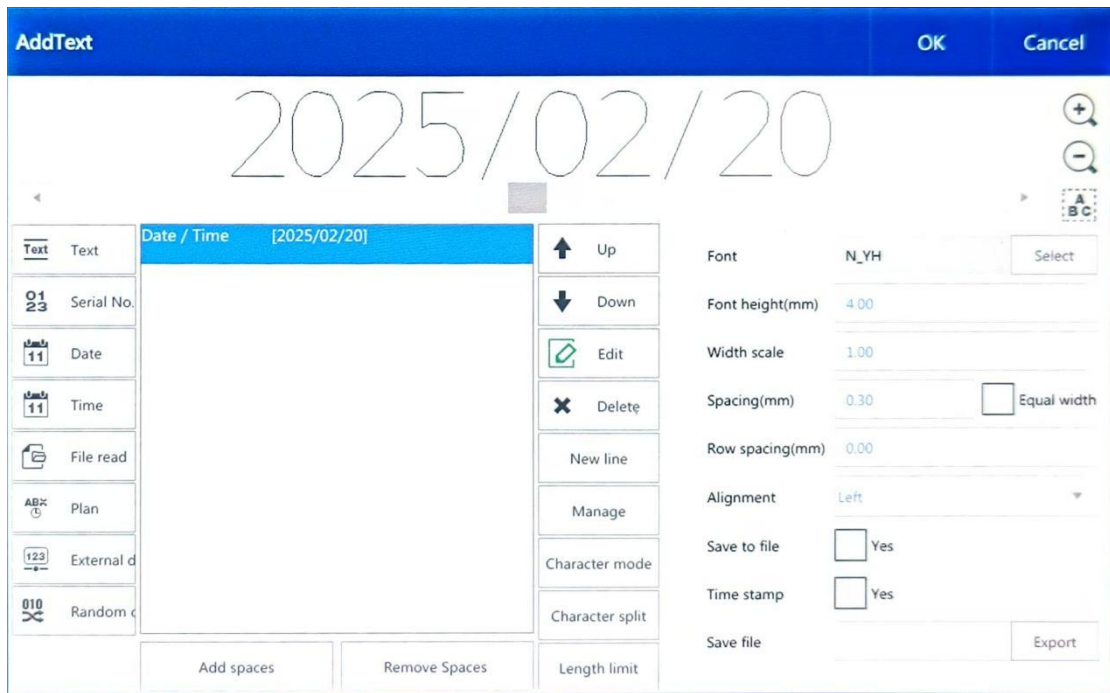 AddText OK Cancel
2025/02/20
A
B C
Text Text
0123 Serial No.
11 Date
11 Time
File read
ABX Plan
123 External d
010 Random c
Date / Time [2025/02/20]
Up
Down
Edit
Delete
New line
Manage
Character mode
Character split
Length limit
Add spaces Remove Spaces
Font N_YH Select
Font height(mm) 4.00
Width scale 1.00
Spacing(mm) 0.30 Equal width
Row spacing(mm) 0.00
Alignment Left
Save to file Yes
Time stamp Yes
Save file Export